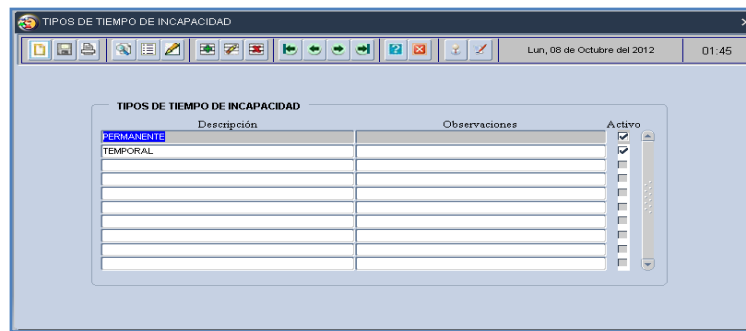 TIPOS DE TIEMPO DE INCAPACIDAD
Lun, 08 de Octubre del 2012 01:45
TIPOS DE TIEMPO DE INCAPACIDAD
Descripción Observaciones Activo
PERMANENTE
TEMPORAL